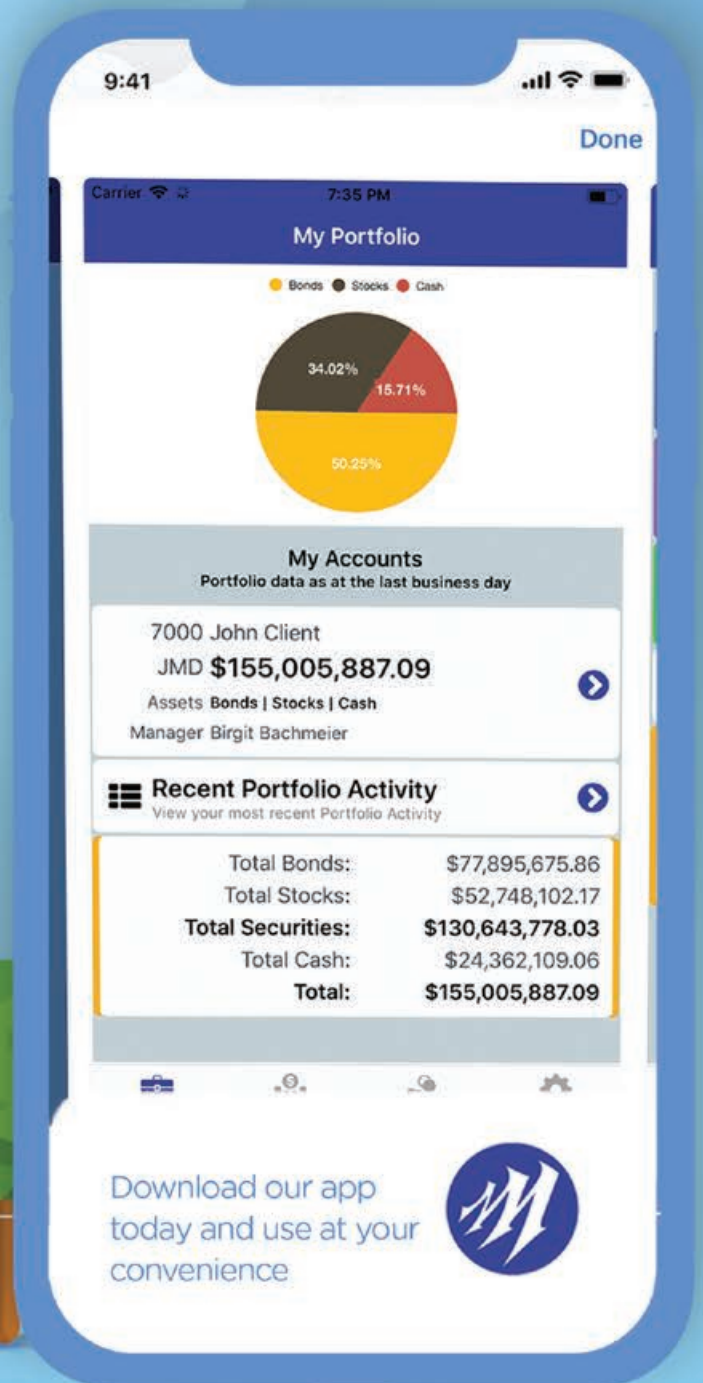 9:41
Done
Carrier 7:35 PM
My Portfolio
Bonds Stocks Cash
34.02%
15.71%
50.25%
My Accounts
Portfolio data as at the last business day
7000 John Client
JMD $155,005,887.09
Assets Bonds | Stocks | Cash
Manager Birgit Bachmeier
Recent Portfolio Activity
View your most recent Portfolio Activity
Total Bonds: $77,895,675.86
Total Stocks: $52,748,102.17
Total Securities: $130,643,778.03
Total Cash: $24,362,109.06
Total: $155,005,887.09
Download our app
today and use at your
convenience